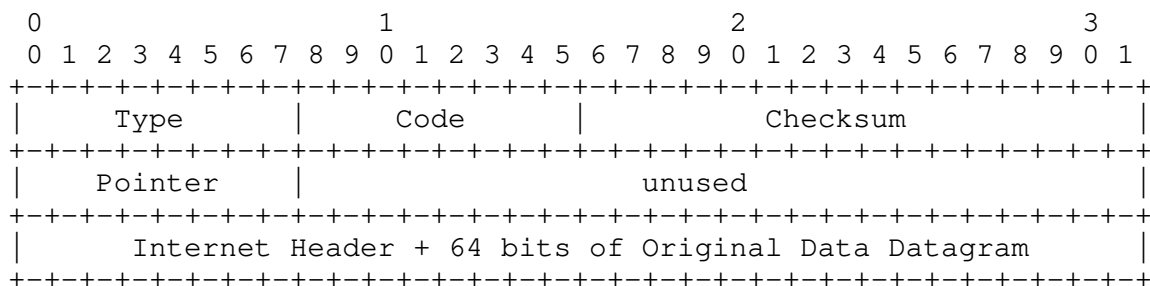 0                   1                   2                   3
 0 1 2 3 4 5 6 7 8 9 0 1 2 3 4 5 6 7 8 9 0 1 2 3 4 5 6 7 8 9 0 1
+-+-+-+-+-+-+-+-+-+-+-+-+-+-+-+-+-+-+-+-+-+-+-+-+-+-+-+-+-+-+-+-+
|     Type      |     Code      |          Checksum             |
+-+-+-+-+-+-+-+-+-+-+-+-+-+-+-+-+-+-+-+-+-+-+-+-+-+-+-+-+-+-+-+-+
|    Pointer    |                   unused                      |
+-+-+-+-+-+-+-+-+-+-+-+-+-+-+-+-+-+-+-+-+-+-+-+-+-+-+-+-+-+-+-+-+
|      Internet Header + 64 bits of Original Data Datagram      |
+-+-+-+-+-+-+-+-+-+-+-+-+-+-+-+-+-+-+-+-+-+-+-+-+-+-+-+-+-+-+-+-+